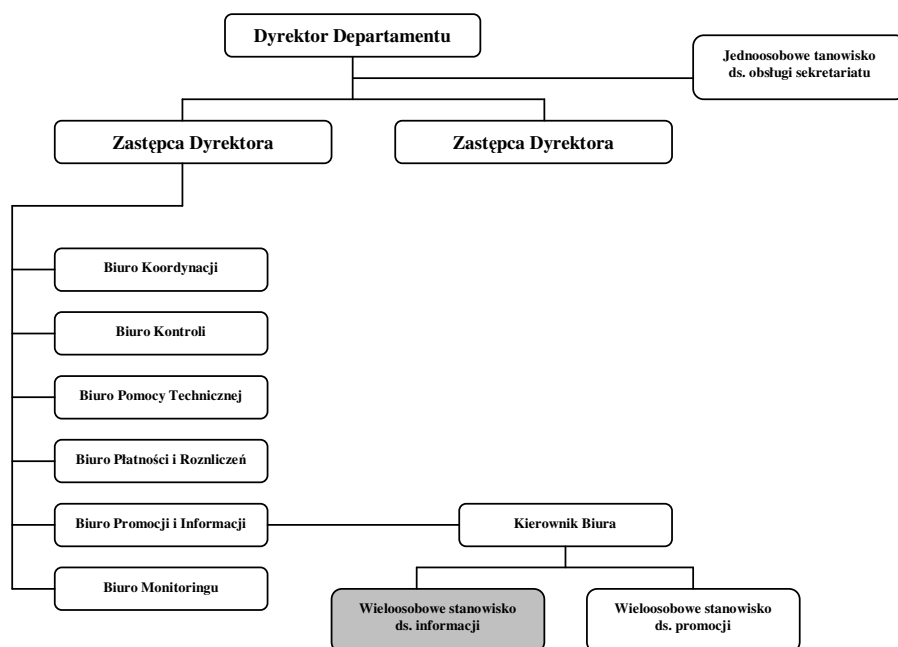 Dyrektor Departamentu
Jednoosobowe tanowisko
ds. obsługi sekretariatu
Zastępca Dyrektora
Zastępca Dyrektora
Biuro Koordynacji
Biuro Kontroli
Biuro Pomocy Technicznej
Biuro Płatności i Roznliczeń
Biuro Promocji i Informacji
Kierownik Biura
Biuro Monitoringu
Wieloosobowe stanowisko
ds. informacji
Wieloosobowe stanowisko
ds. promocji